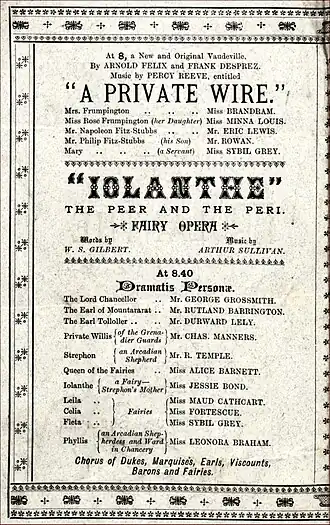 At 8, a New and Original Vaudeville.
By ARNOLD FELIX and FRANK DESPREZ.
Music by PERCY REEVE, entitled
"A PRIVATE WIRE."
Mrs. Frumpington .. .. .. Miss BRANDRAM.
Miss Rose Frumpington (her Daughter) Miss MINNA LOUIS.
Mr. Napoleon Fitz-Stubbs .. .. Mr. ERIC LEWIS.
Mr. Philip Fitz-Stubbs (his Son) Mr. ROWAN.
Mary .. .. (a Servant) Miss SYBIL GREY.
"IOLANTHE"
THE PEER AND THE PERI.
FAIRY OPERA
Words by Music by
W. S. GILBERT. ARTHUR SULLIVAN.
At 8.40
Dramatis Personæ.
The Lord Chancellor .. Mr. GEORGE GROSSMITH.
The Earl of Mountararat .. Mr. RUTLAND BARRINGTON.
The Earl Tolloller .. .. Mr. DURWARD LELY.
Private Willis {of the Grena-
dier Guards} Mr. CHAS. MANNERS.
Strephon {an Arcadian
Shepherd} Mr. R. TEMPLE.
Queen of the Fairies .. Miss ALICE BARNETT.
Iolanthe {a Fairy—
Strephon's Mother} Miss JESSIE BOND.
Leila .. Miss MAUD CATHCART.
Celia .. Fairies Miss FORTESCUE.
Fleta .. Miss SYBIL GREY.
Phyllis {an Arcadian Shep-
herdess and Ward
in Chancery} Miss LEONORA BRAHAM.
Chorus of Dukes, Marquises, Earls, Viscounts,
Barons and Fairies.